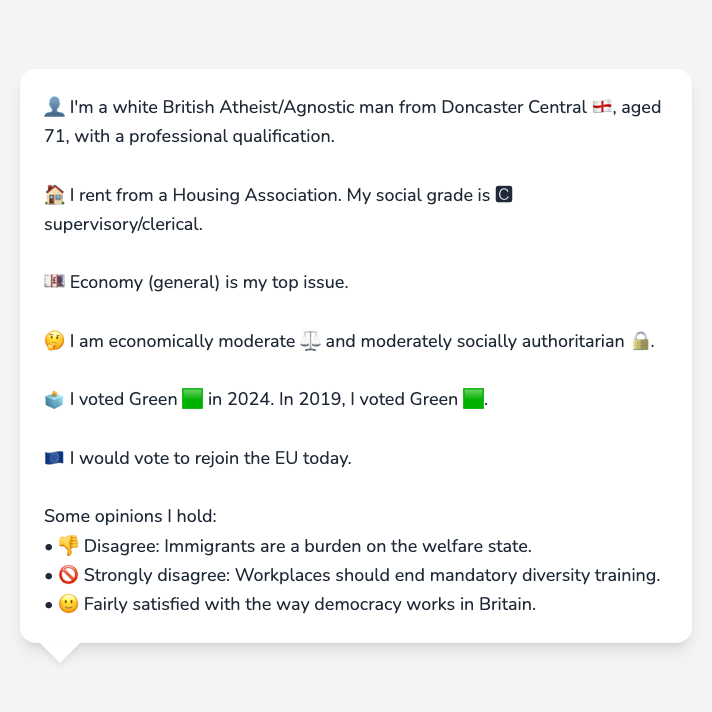 👤 I'm a white British Atheist/Agnostic man from Doncaster Central 🏴󠁧󠁢󠁥󠁮󠁧󠁿, aged
71, with a professional qualification.
🏠 I rent from a Housing Association. My social grade is C
supervisory/clerical.
💷 Economy (general) is my top issue.
🤔 I am economically moderate ⚖️ and moderately socially authoritarian 🔒.
🗳️ I voted Green 🟩 in 2024. In 2019, I voted Green 🟩.
🇪🇺 I would vote to rejoin the EU today.
Some opinions I hold:
• 👎 Disagree: Immigrants are a burden on the welfare state.
• 🚫 Strongly disagree: Workplaces should end mandatory diversity training.
• 🙂 Fairly satisfied with the way democracy works in Britain.